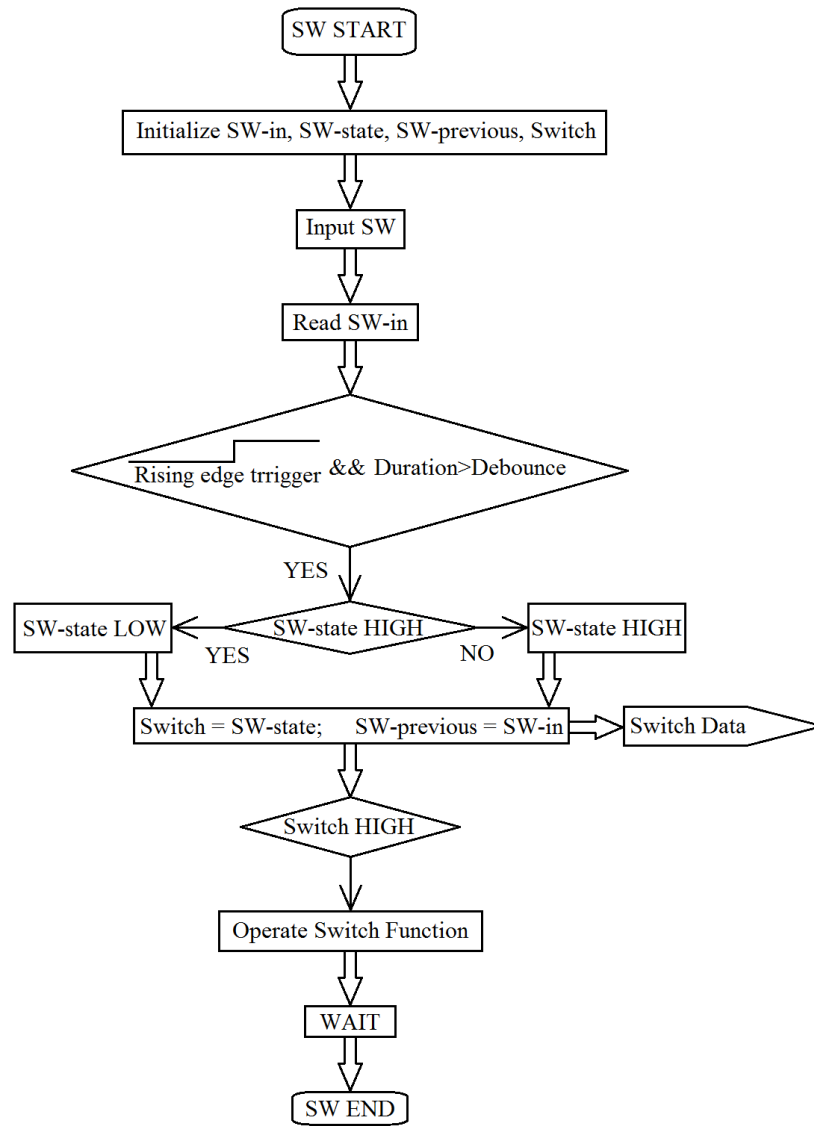 SW START
Initialize SW-in, SW-state, SW-previous, Switch
Input SW
Read SW-in
Rising edge trrigger && Duration>Debounce
YES
SW-state LOW
SW-state HIGH
SW-state HIGH
YES
NO
Switch = SW-state; SW-previous = SW-in
Switch Data
Switch HIGH
Operate Switch Function
WAIT
SW END